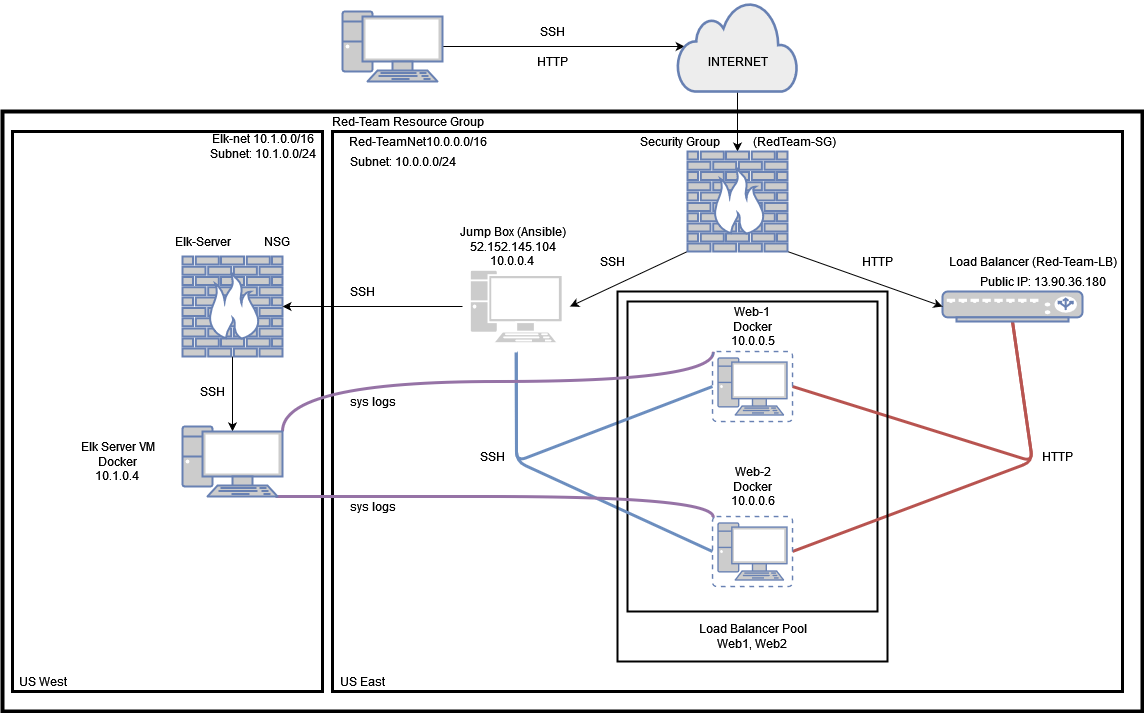 SSH
HTTP
INTERNET
Red-Team Resource Group
Elk-net 10.1.0.0/16
Subnet: 10.1.0.0/24
Red-TeamNet10.0.0.0/16
Subnet: 10.0.0.0/24
Security Group (RedTeam-SG)
Elk-Server NSG
Jump Box (Ansible)
52.152.145.104
10.0.0.4
SSH
HTTP
Load Balancer (Red-Team-LB)
Public IP: 13.90.36.180
SSH
Web-1
Docker
10.0.0.5
SSH
sys logs
Elk Server VM
Docker
10.1.0.4
SSH
HTTP
Web-2
Docker
10.0.0.6
sys logs
Load Balancer Pool
Web1, Web2
US West
US East